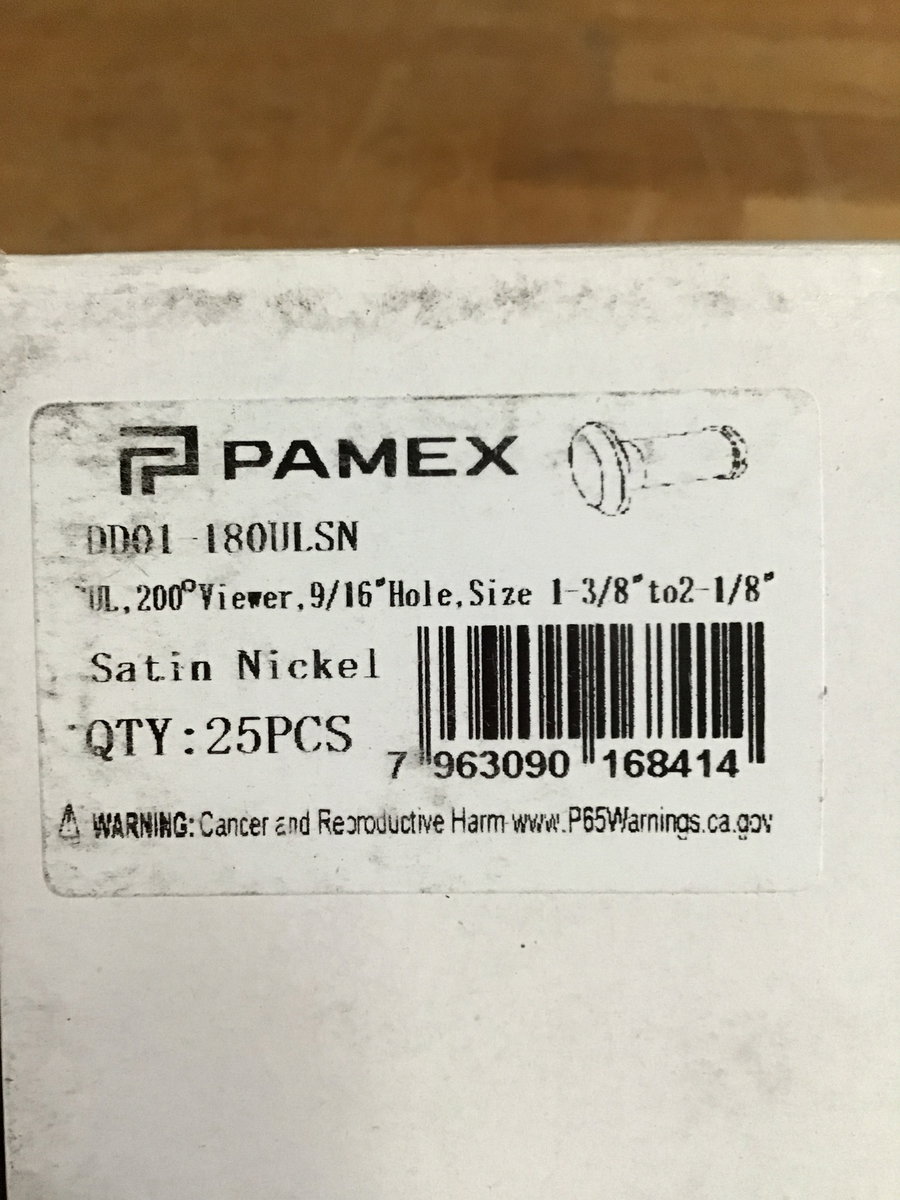 PAMEX
DD01-180ULSN
UL,200°Viewer,9/16"Hole,Size 1-3/8"to2-1/8"
Satin Nickel
QTY:25PCS
7 963090 168414
⚠ WARNING: Cancer and Reproductive Harm-www.P65Warnings.ca.gov